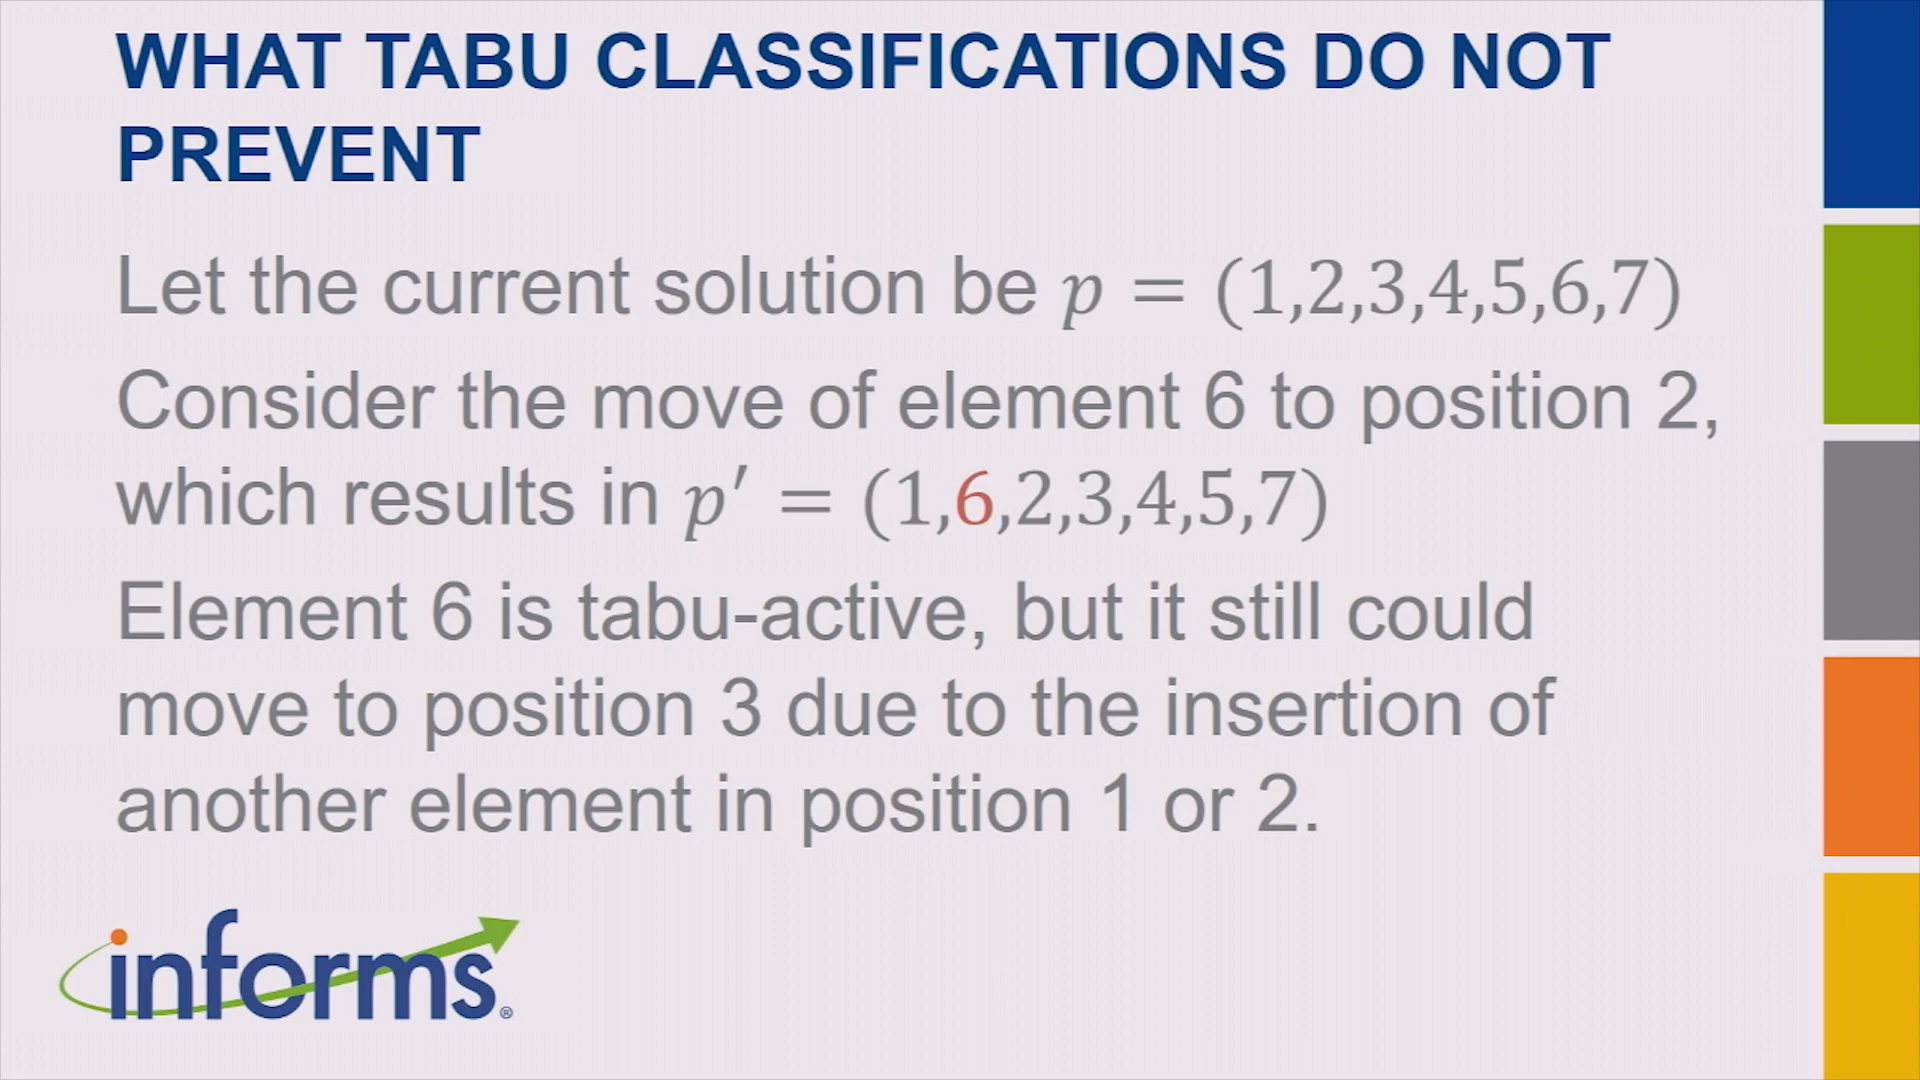 WHAT TABU CLASSIFICATIONS DO NOT
PREVENT
Let the current solution be p = (1,2,3,4,5,6,7)
Consider the move of element 6 to position 2,
which results in p′ = (1,6,2,3,4,5,7)
Element 6 is tabu-active, but it still could
move to position 3 due to the insertion of
another element in position 1 or 2.
informs®